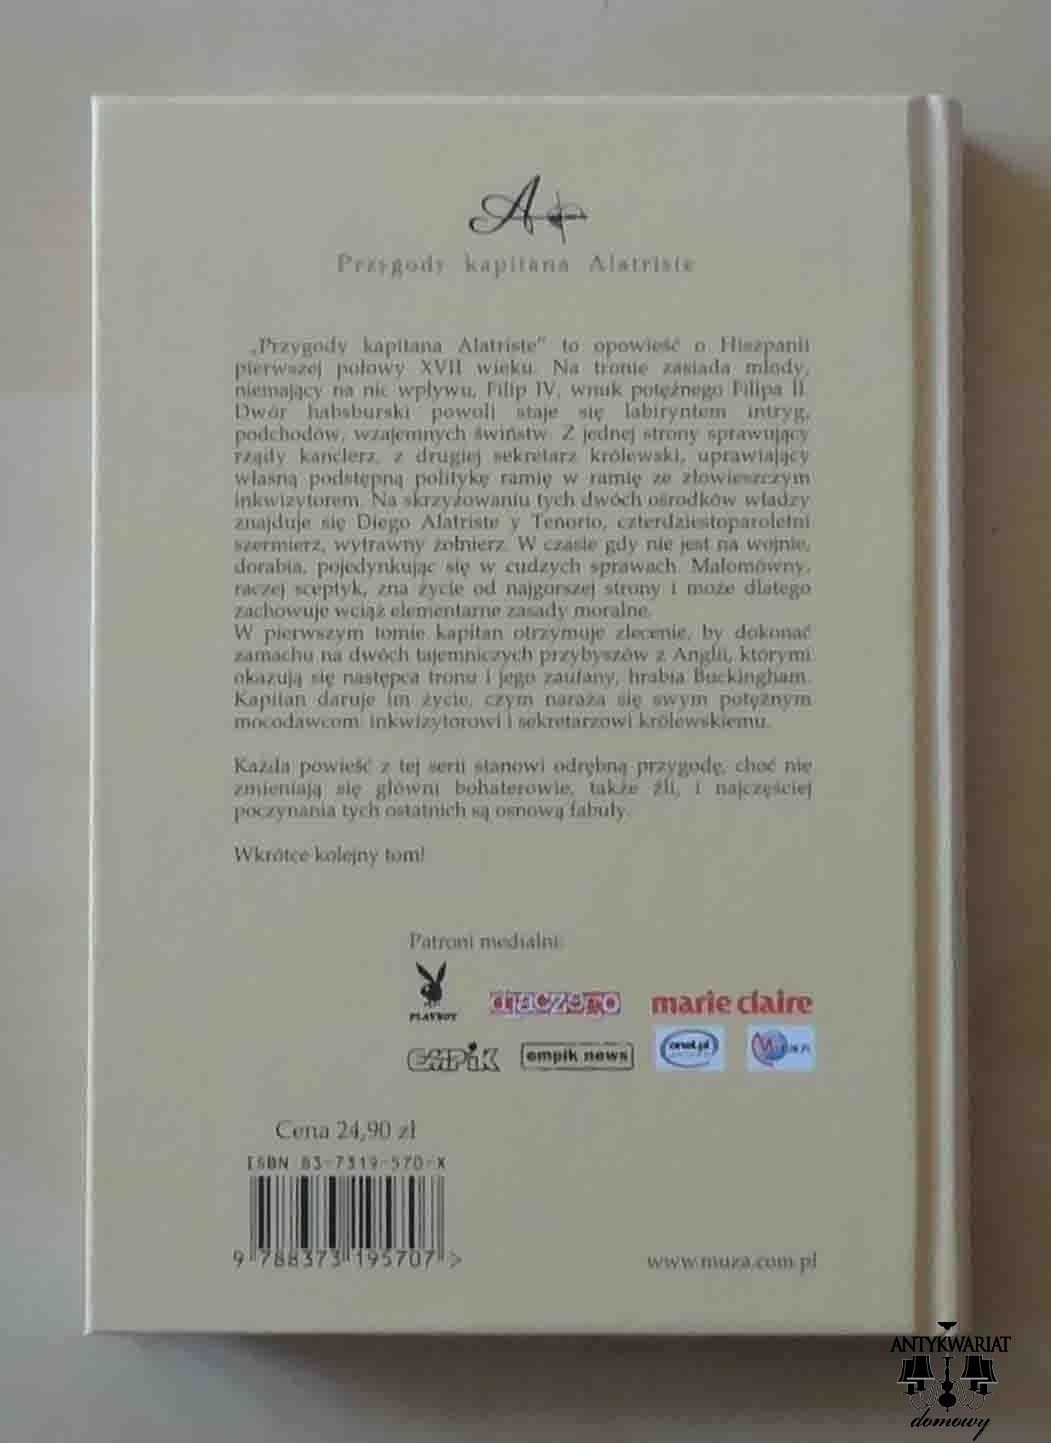 A
Przygody kapitana Alatriste
„Przygody kapitana Alatriste” to opowieść o Hiszpanii
pierwszej połowy XVII wieku. Na tronie zasiada młody,
niemający na nic wpływu, Filip IV, wnuk potężnego Filipa II.
Dwór habsburski powoli staje się labiryntem intryg,
podchodów, wzajemnych świństw. Z jednej strony sprawujący
rządy kanclerz, z drugiej sekretarz królewski, uprawiający
własną podstępną politykę ramię w ramię ze złowieszczym
inkwizytorem. Na skrzyżowaniu tych dwóch ośrodków władzy
znajduje się Diego Alatriste y Tenorio, czterdziestoparoletni
szermierz, wytrawny żołnierz. W czasie gdy nie jest na wojnie,
dorabia, pojedynkując się w cudzych sprawach. Małomówny,
raczej sceptyk, zna życie od najgorszej strony i może dlatego
zachowuje wciąż elementarne zasady moralne.
W pierwszym tomie kapitan otrzymuje zlecenie, by dokonać
zamachu na dwóch tajemniczych przybyszów z Anglii, którymi
okazują się następca tronu i jego zaufany, hrabia Buckingham.
Kapitan daruje im życie, czym naraża się swym potężnym
mocodawcom: inkwizytorowi i sekretarzowi królewskiemu.
Każda powieść z tej serii stanowi odrębną przygodę, choć nie
zmieniają się główni bohaterowie, także źli, i najczęściej
poczynania tych ostatnich są osnową fabuły.
Wkrótce kolejny tom!
Patroni medialni:
PLAYBOY
marie claire
EMPiK empik news onet.pl
Cena 24,90 zł
ISBN 83-7319-570-X
9 788373 195707 >
www.muza.com.pl
ANTYKWARIAT
domowy